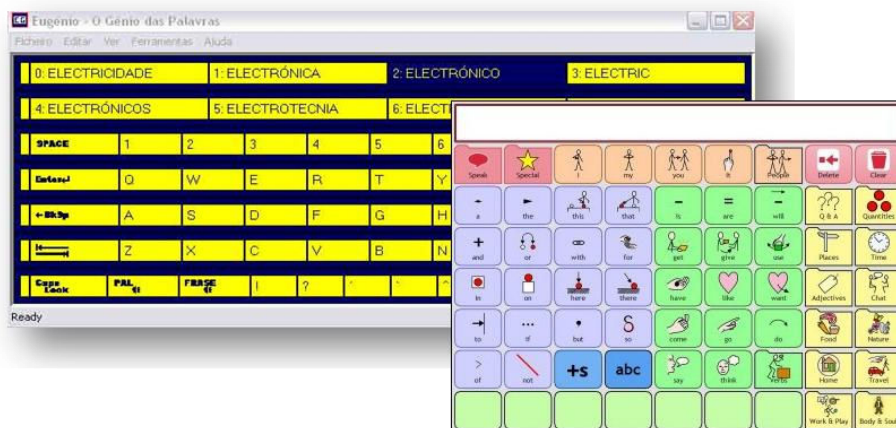 CG Eugénio - O Génio das Palavras
Ficheiro Editar Ver Ferramentas Ajuda
0: ELECTRICIDADE 1: ELECTRÓNICA 2: ELECTRÓNICO 3: ELECTRIC
4: ELECTRÓNICOS 5: ELECTROTECNIA 6: ELECT
SPACE 1 2 3 4 5 6
Enter↵ Q W E R T Y
←BkSp A S D F G H
Z X C V B N
Caps Lock PAL¶ FRASE¶ ! ? ´ ` ^
Ready
Speak Special I my you it People Delete Clear
a the this that is are will Q & A Quantities
and or with for get give use Places Time
in on here there have like want Adjectives Chat
to if but so come go do Food Nature
of not +s abc say think Verbs Home Travel
Work & Play Body & Soul